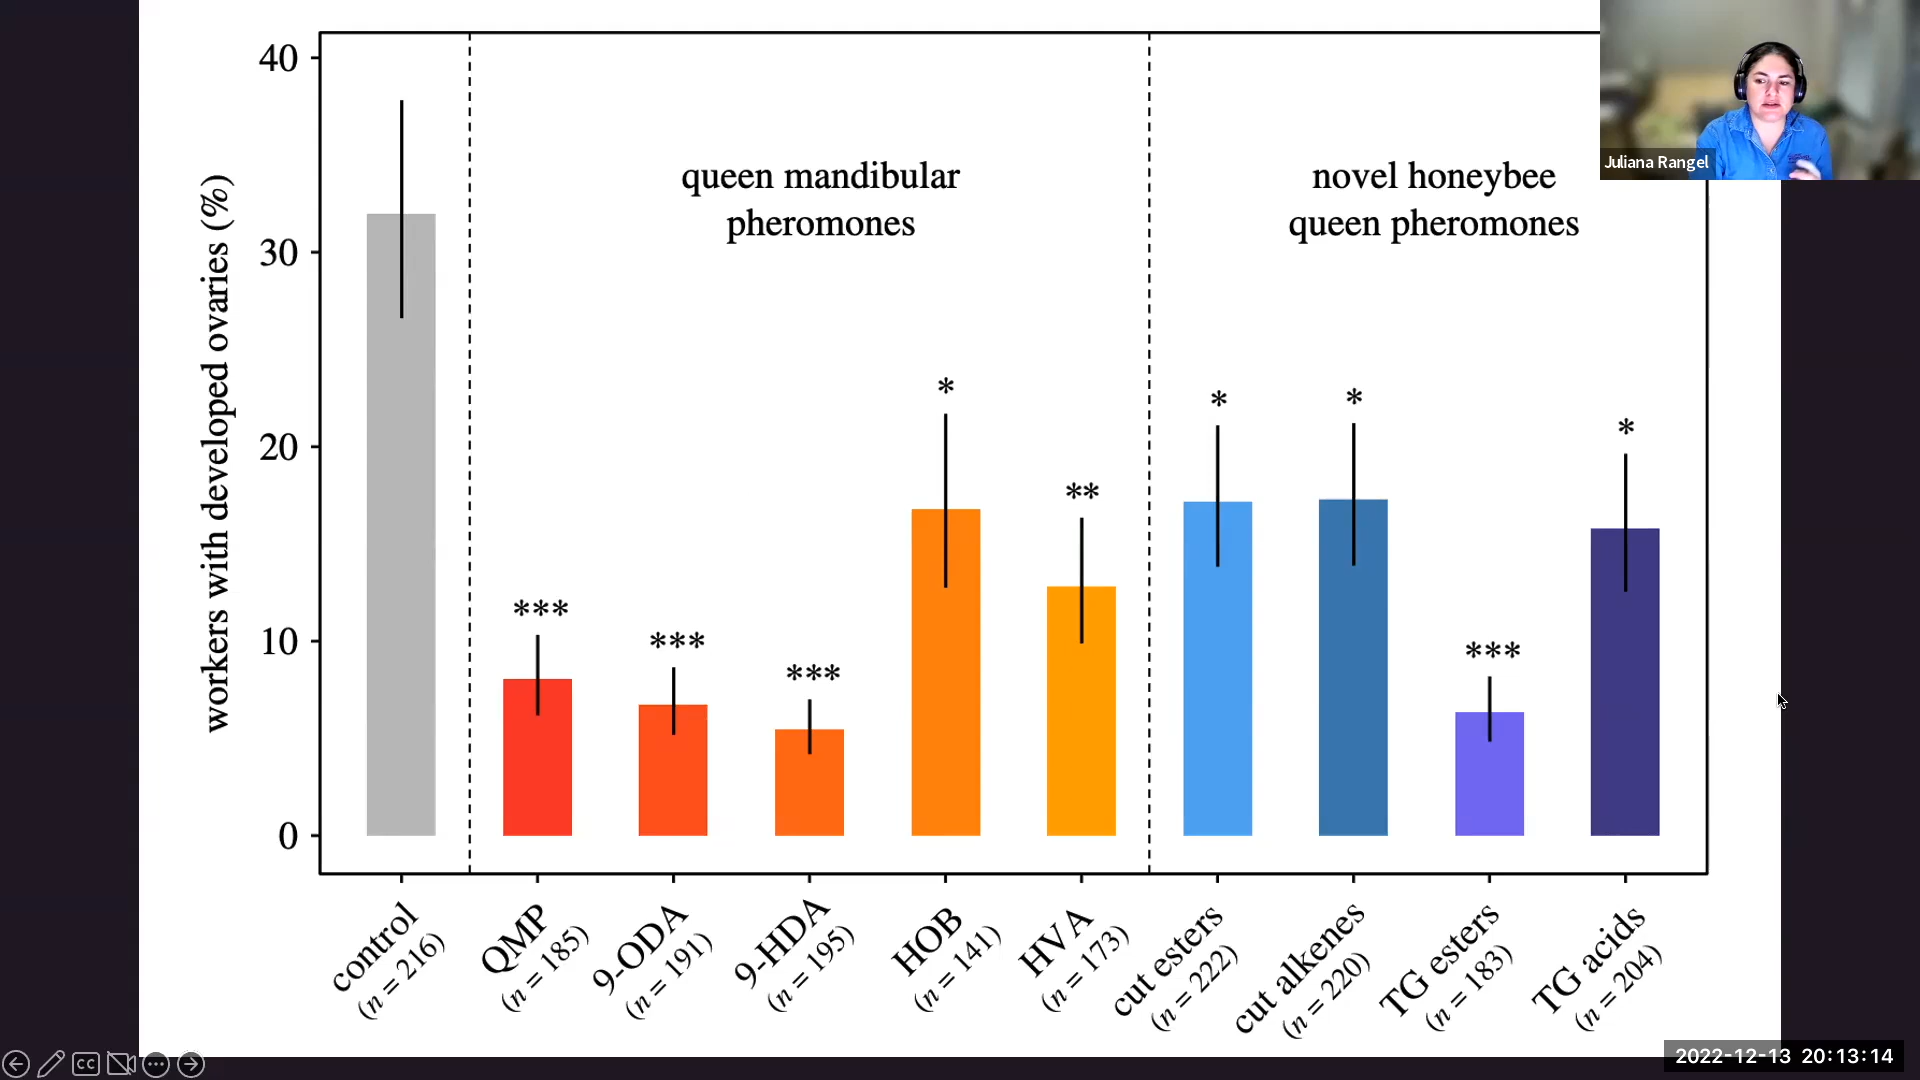 40
30
20
10
0
workers with developed ovaries (%)
queen mandibular
pheromones
novel honeybee
queen pheromones
Juliana Rangel
***
***
***
*
**
*
*
***
*
control
(n = 216)
QMP
(n = 185)
9-ODA
(n = 191)
9-HDA
(n = 195)
HOB
(n = 141)
HVA
(n = 173)
cut esters
(n = 222)
cut alkenes
(n = 220)
TG esters
(n = 183)
TG acids
(n = 204)
CC
2022-12-13 20:13:14